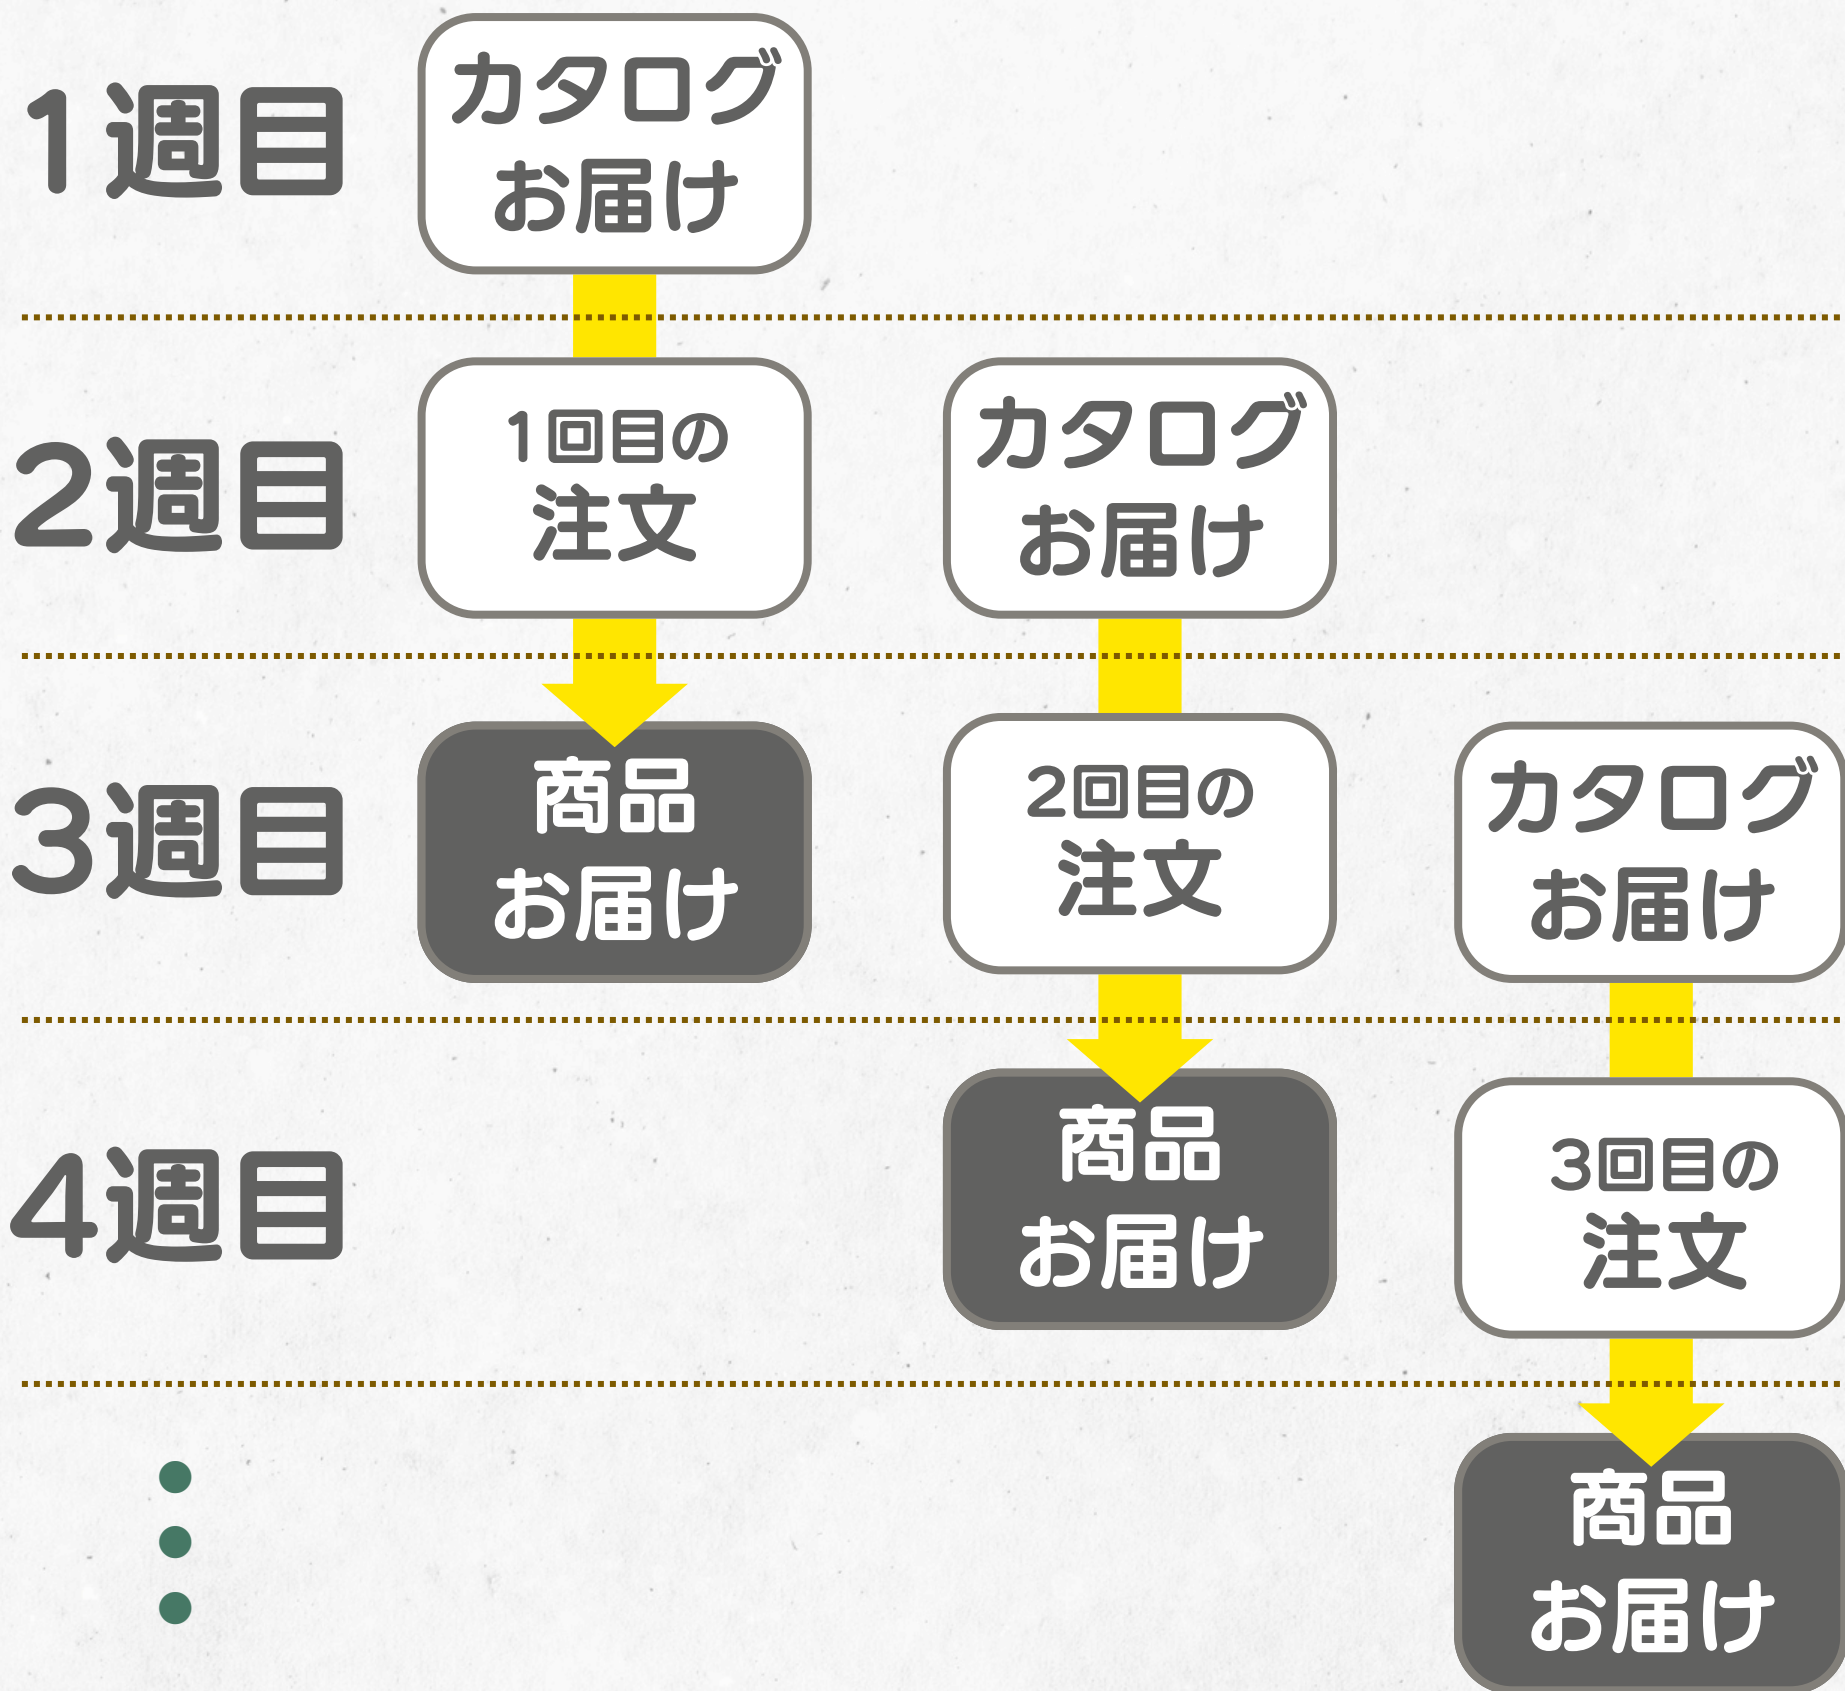 1週目
カタログ
お届け
2週目
1回目の
注文
カタログ
お届け
3週目
商品
お届け
2回目の
注文
カタログ
お届け
4週目
商品
お届け
3回目の
注文
商品
お届け